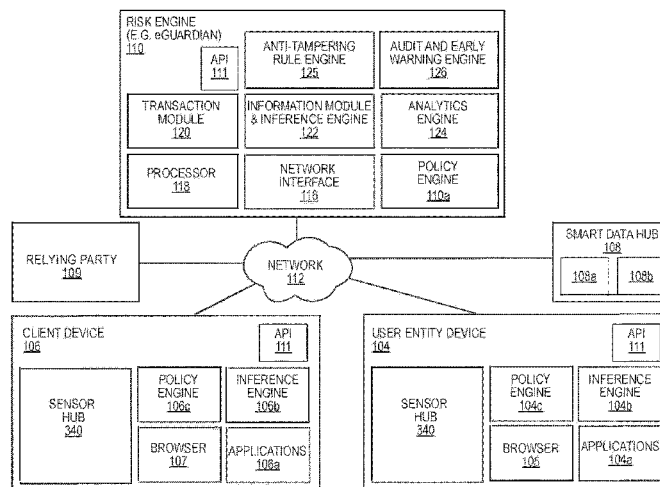 RISK ENGINE
(E.G. eGUARDIAN)
110
API
111
ANTI-TAMPERING
RULE ENGINE
125
AUDIT AND EARLY
WARNING ENGINE
126
TRANSACTION
MODULE
120
INFORMATION MODULE
& INFERENCE ENGINE
122
ANALYTICS
ENGINE
124
PROCESSOR
118
NETWORK
INTERFACE
116
POLICY
ENGINE
110a
RELYING PARTY
109
NETWORK
112
SMART DATA HUB
108
108a
108b
CLIENT DEVICE
106
API
111
SENSOR
HUB
340
POLICY
ENGINE
106c
INFERENCE
ENGINE
106b
BROWSER
107
APPLICATIONS
106a
USER ENTITY DEVICE
104
API
111
SENSOR
HUB
340
POLICY
ENGINE
104c
INFERENCE
ENGINE
104b
BROWSER
105
APPLICATIONS
104a